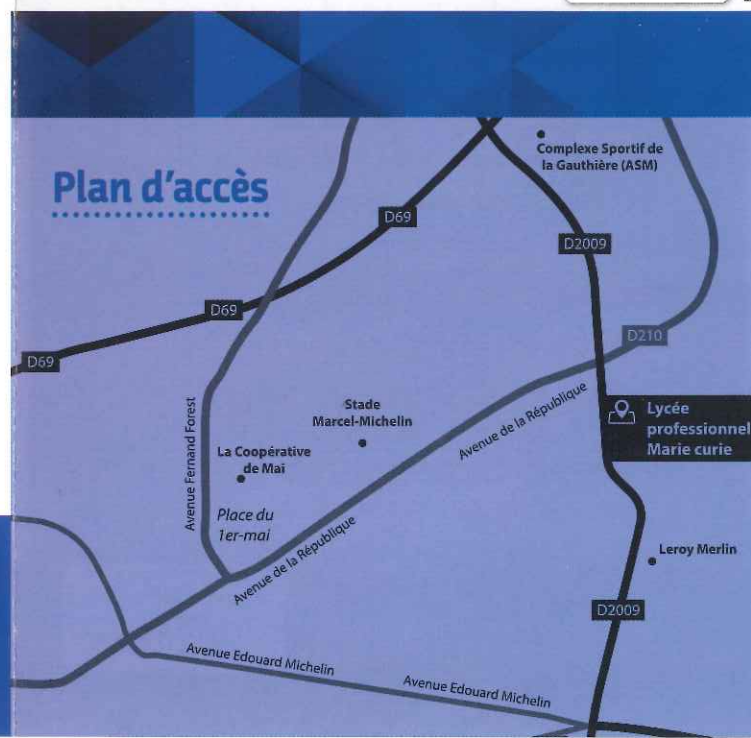 Plan d'accès
Complexe Sportif de
la Gauthière (ASM)
D69
D2009
D69
D210
D69
Avenue Fernand Forest
Stade
Marcel-Michelin
Avenue de la République
Lycée
professionnel
Marie curie
La Coopérative
de Mai
Place du
1er-mai
Avenue de la République
Leroy Merlin
D2009
Avenue Edouard Michelin
Avenue Edouard Michelin